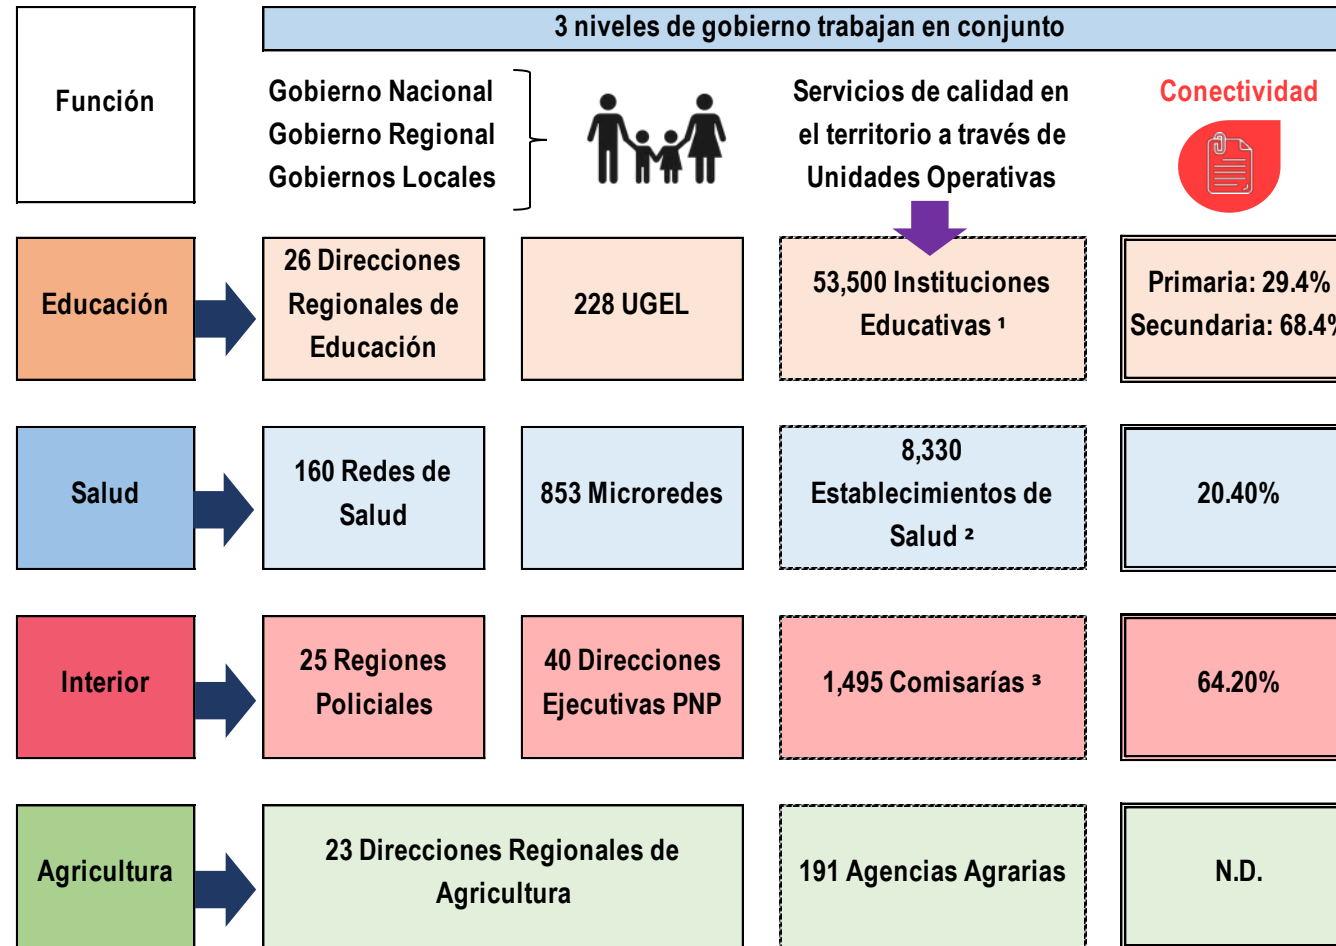 3 niveles de gobierno trabajan en conjunto
Función
Gobierno Nacional
Gobierno Regional
Gobiernos Locales
Servicios de calidad en
el territorio a través de
Unidades Operativas
Conectividad
Educación
26 Direcciones
Regionales de
Educación
228 UGEL
53,500 Instituciones
Educativas ¹
Primaria: 29.4%
Secundaria: 68.4%
Salud
160 Redes de
Salud
853 Microredes
8,330
Establecimientos de
Salud ²
20.40%
Interior
25 Regiones
Policiales
40 Direcciones
Ejecutivas PNP
1,495 Comisarías ³
64.20%
Agricultura
23 Direcciones Regionales de
Agricultura
191 Agencias Agrarias
N.D.